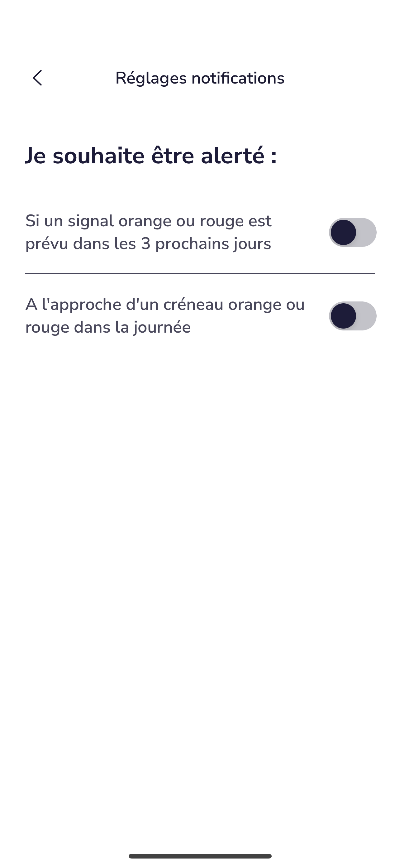 Réglages notifications
Je souhaite être alerté :
Si un signal orange ou rouge est
prévu dans les 3 prochains jours
A l'approche d'un créneau orange ou
rouge dans la journée